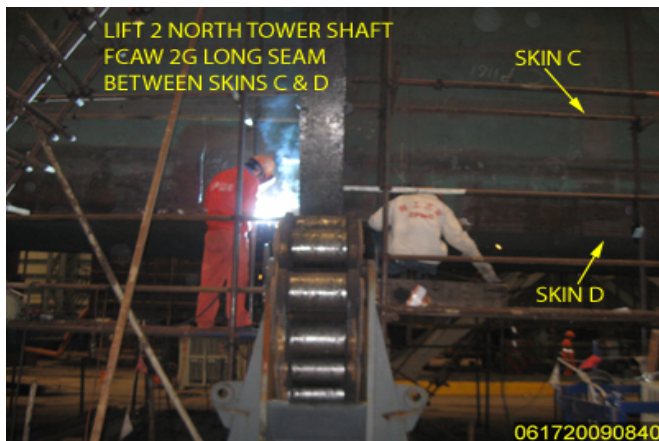 LIFT 2 NORTH TOWER SHAFT
FCAW 2G LONG SEAM
BETWEEN SKINS C & D
SKIN C
SKIN D
061720090840